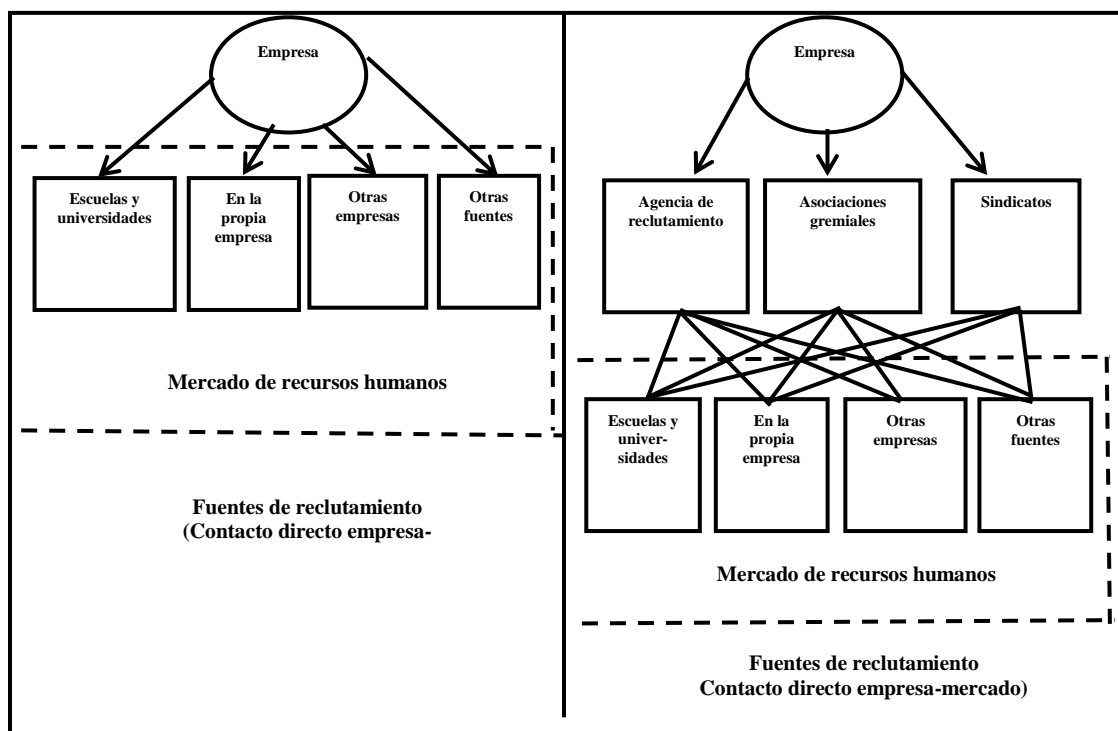 Empresa
Escuelas y
universidades
En la
propia
empresa
Otras
empresas
Otras
fuentes
Mercado de recursos humanos
Fuentes de reclutamiento
(Contacto directo empresa-
Empresa
Agencia de
reclutamiento
Asociaciones
gremiales
Sindicatos
Escuelas y
univer-
sidades
En la
propia
empresa
Otras
empresas
Otras
fuentes
Mercado de recursos humanos
Fuentes de reclutamiento
Contacto directo empresa-mercado)